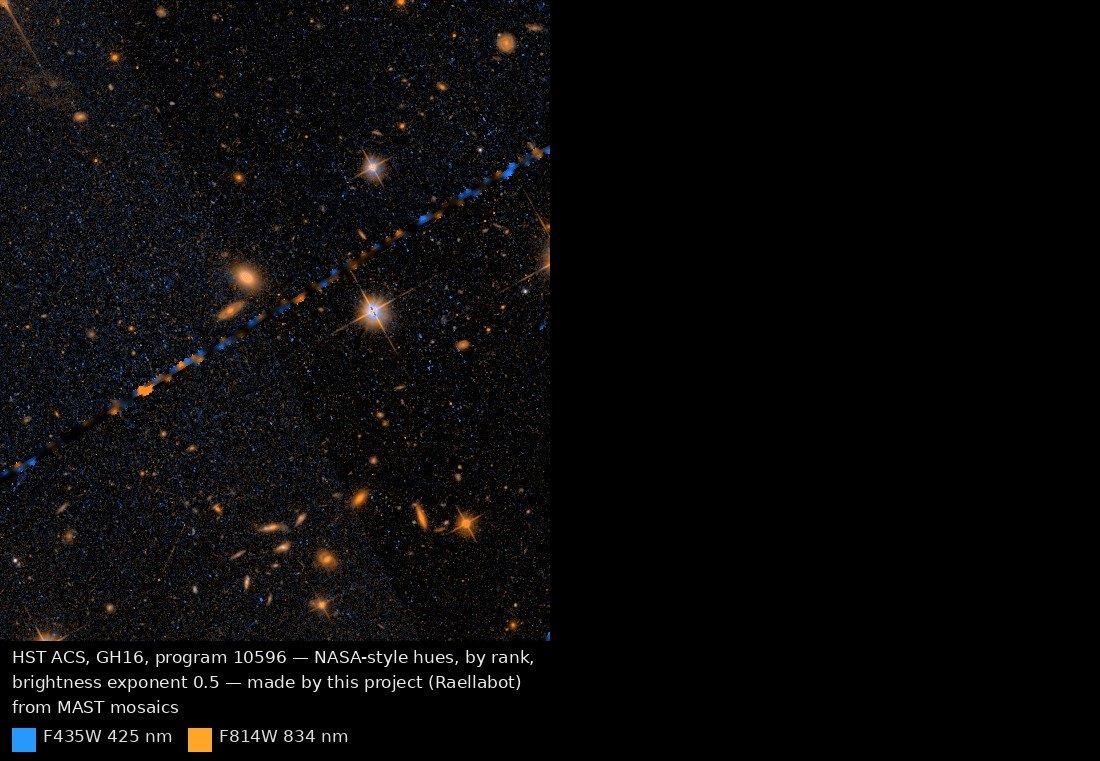 HST ACS, GH16, program 10596 — NASA-style hues, by rank,
brightness exponent 0.5 — made by this project (Raellabot)
from MAST mosaics
F435W 425 nm F814W 834 nm